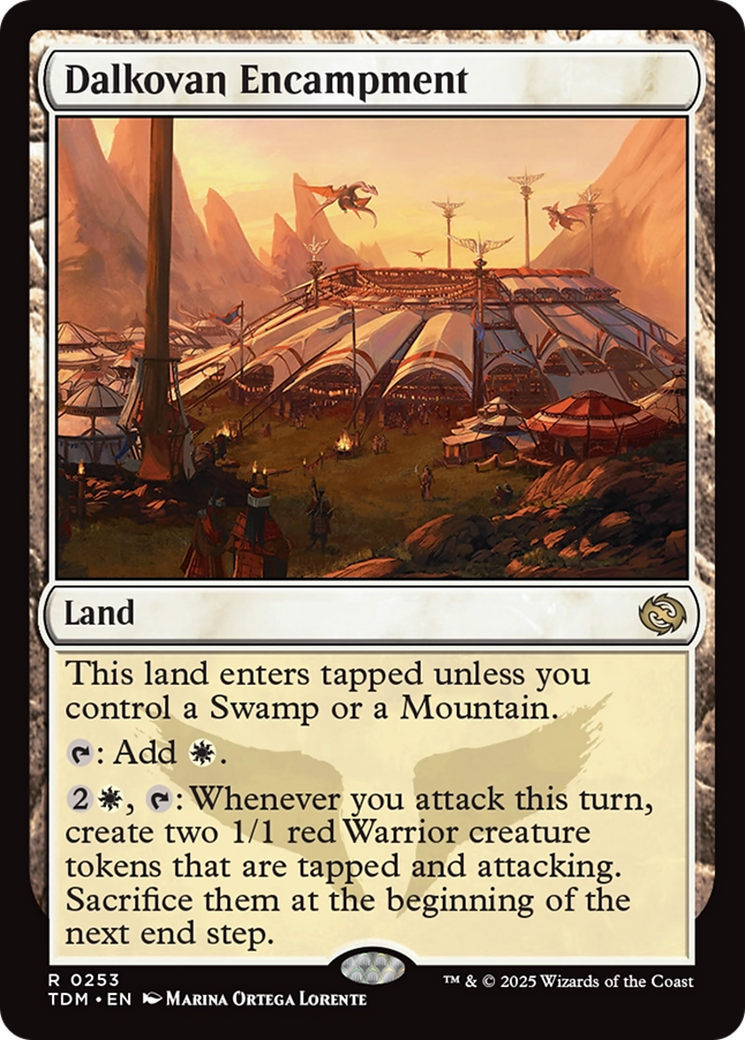 Dalkovan Encampment
Land
This land enters tapped unless you
control a Swamp or a Mountain.
: Add .
2, : Whenever you attack this turn,
create two 1/1 red Warrior creature
tokens that are tapped and attacking.
Sacrifice them at the beginning of the
next end step.
R 0253
TDM • EN Marina Ortega Lorente
™ & © 2025 Wizards of the Coast